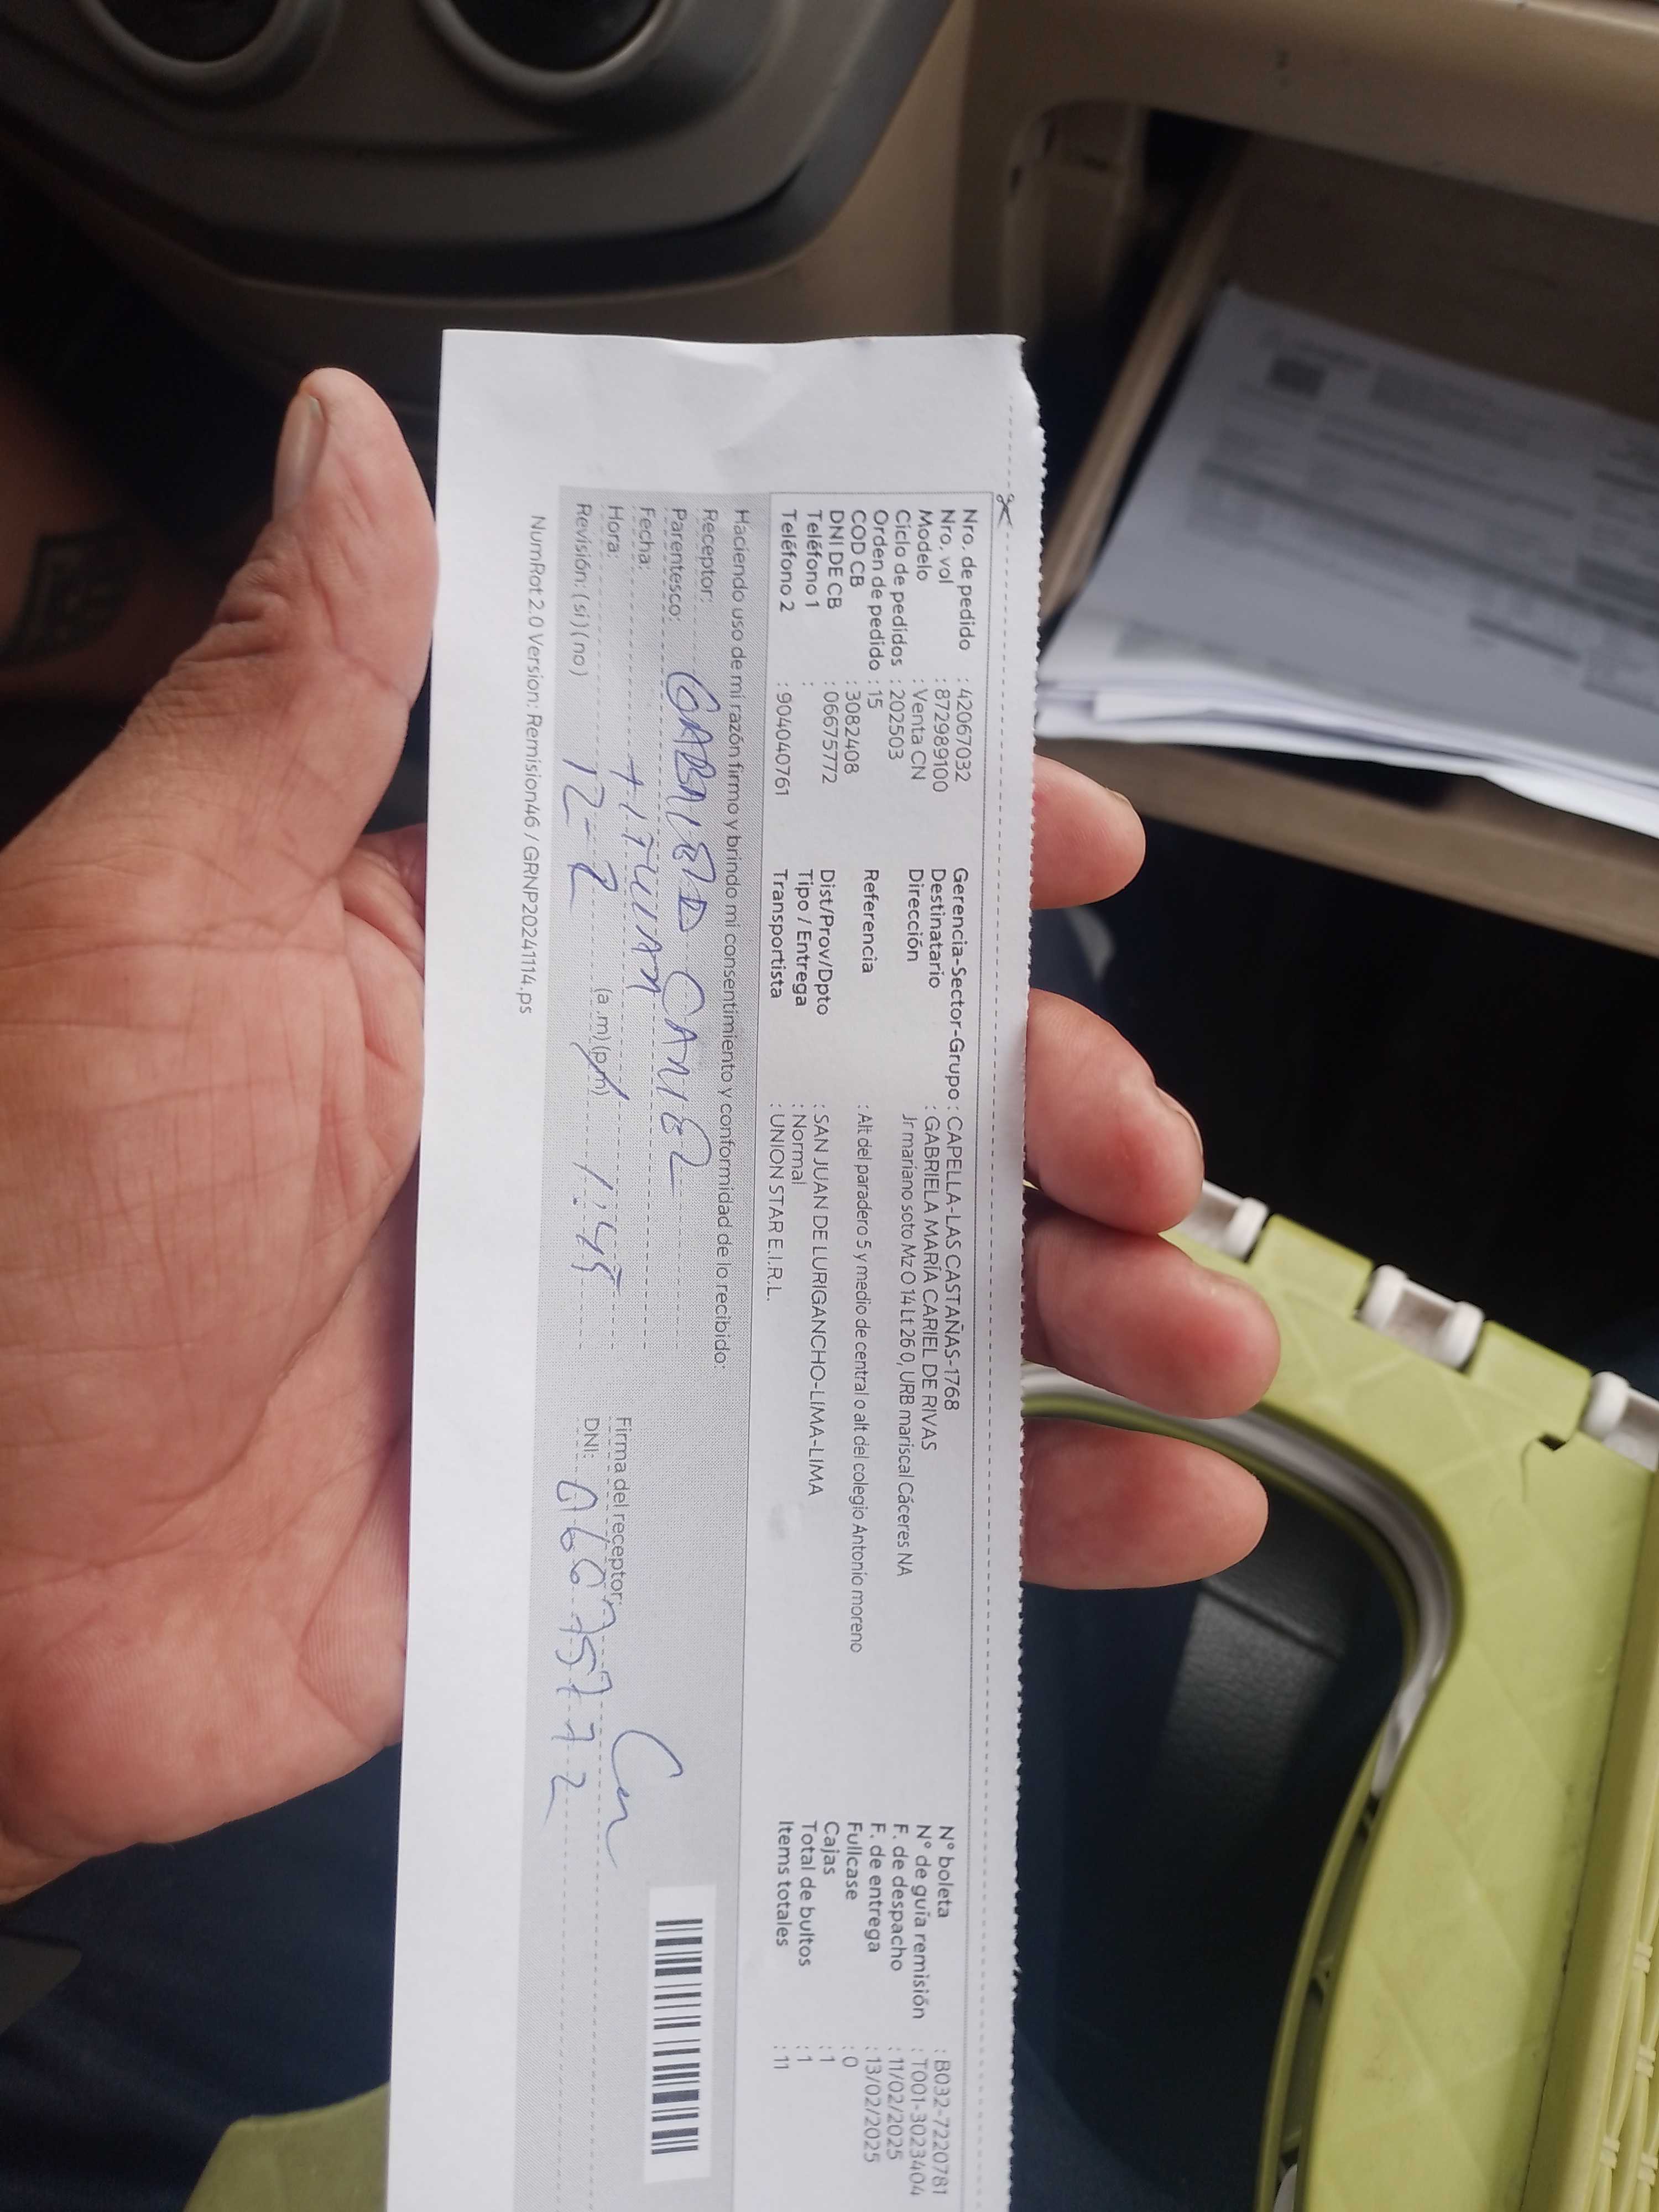 Nro. de pedido : 42067032
Nro. vol : 872989100
Modelo : Venta CN
Ciclo de pedidos : 202503
Orden de pedido : 15
COD CB : 3082408
DNI DE CB : 06675772
Teléfono 1 :
Teléfono 2 : 904040761
Gerencia-Sector-Grupo : CAPELLA-LAS CASTAÑAS-1768
Destinatario : GABRIELA MARÍA CARIEL DE RIVAS
Dirección Jr mariano soto Mz O 14 Lt 26 0, URB mariscal Cáceres NA
Referencia : Alt del paradero 5 y medio de central o alt del colegio Antonio moreno
Dist/Prov/Dpto : SAN JUAN DE LURIGANCHO-LIMA-LIMA
Tipo / Entrega : Normal
Transportista : UNION STAR E.I.R.L.
N° boleta : B032-7220781
N° de guía remisión : T001-3023404
F. de despacho : 11/02/2025
F. de entrega : 13/02/2025
Fullcase : 0
Cajas : 1
Total de bultos : 1
Items totales : 11
Haciendo uso de mi razón firmo y brindo mi consentimiento y conformidad de lo recibido:
Receptor:
Parentesco:
Fecha:
Hora: 12-2 (a.m) (pm) 1:45
Revisión: (si) (no)
Firma del receptor:
DNI: 06675772
NumRot 2.0 Version: Remision46 / GRNP20241114.ps